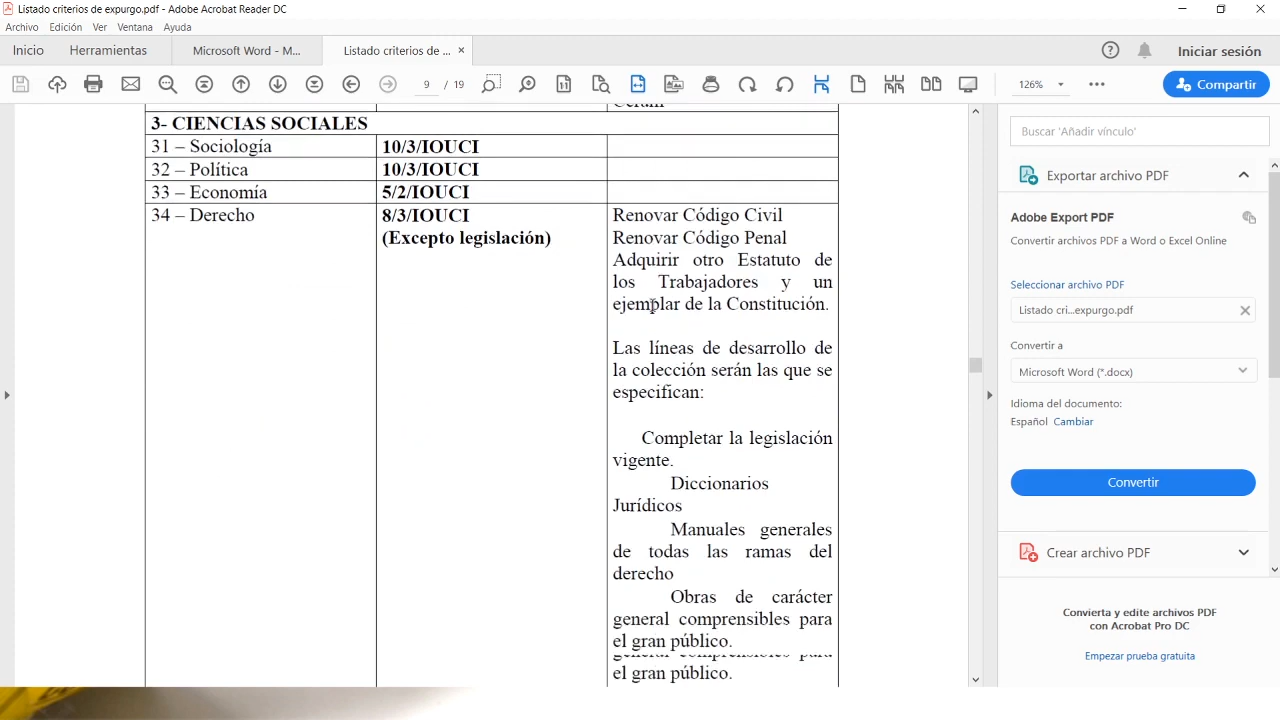 Listado criterios de expurgo.pdf - Adobe Acrobat Reader DC
Archivo Edición Ver Ventana Ayuda
Inicio Herramientas Microsoft Word - M... Listado criterios de ... × Iniciar sesión
9 / 19 126% Compartir
3- CIENCIAS SOCIALES
31 – Sociología 10/3/IOUCI
32 – Política 10/3/IOUCI
33 – Economía 5/2/IOUCI
34 – Derecho 8/3/IOUCI
(Excepto legislación)
Renovar Código Civil
Renovar Código Penal
Adquirir otro Estatuto de
los Trabajadores y un
ejemplar de la Constitución.
Las líneas de desarrollo de
la colección serán las que se
especifican:
Completar la legislación
vigente.
Diccionarios
Jurídicos
Manuales generales
de todas las ramas del
derecho
Obras de carácter
general comprensibles para
el gran público.
general comprensibles para
el gran público.
Buscar 'Añadir vínculo'
Exportar archivo PDF
Adobe Export PDF
Convertir archivos PDF a Word o Excel Online
Seleccionar archivo PDF
Listado cri...expurgo.pdf
Convertir a
Microsoft Word (*.docx)
Idioma del documento:
Español Cambiar
Convertir
Crear archivo PDF
Convierta y edite archivos PDF
con Acrobat Pro DC
Empezar prueba gratuita